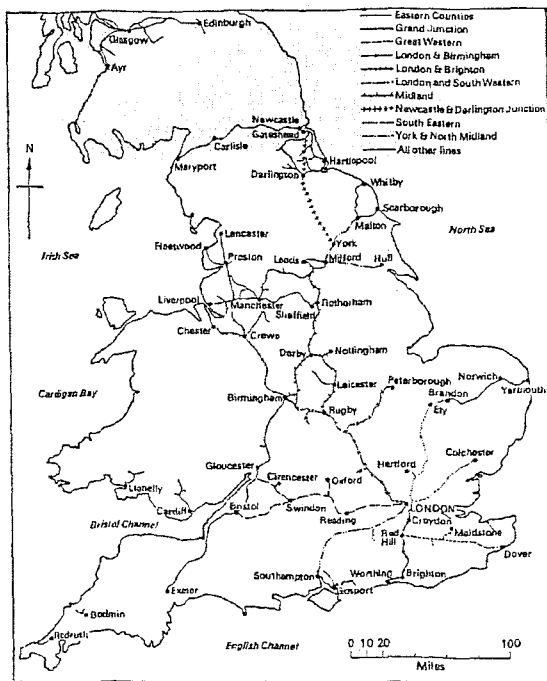 Eastern Counties
Grand Junction
Great Western
London & Birmingham
London & Brighton
London and South Western
Midland
Newcastle & Darlington Junction
South Eastern
York & North Midland
All other lines
Edinburgh
Glasgow
Ayr
Newcastle
Gateshead
N
Carlisle
Maryport
Hartlepool
Darlington
Whitby
Scarborough
Malton
North Sea
Lancaster
York
Irish Sea
Fleetwood
Preston
Leeds
Milford
Hull
Liverpool
Manchester
Sheffield
Rotherham
Chester
Crewe
Derby
Nottingham
Cardigan Bay
Leicester
Peterborough
Norwich
Brandon
Yarmouth
Birmingham
Rugby
Ely
Colchester
Hertford
Gloucester
Cirencester
Oxford
Llanelly
LONDON
Cardiff
Bristol
Swindon
Croydon
Bristol Channel
Reading
Maidstone
Red
Hill
Dover
Southampton
Worthing
Brighton
Exeter
Gosport
Bodmin
Redruth
English Channel
0 10 20 100
Miles